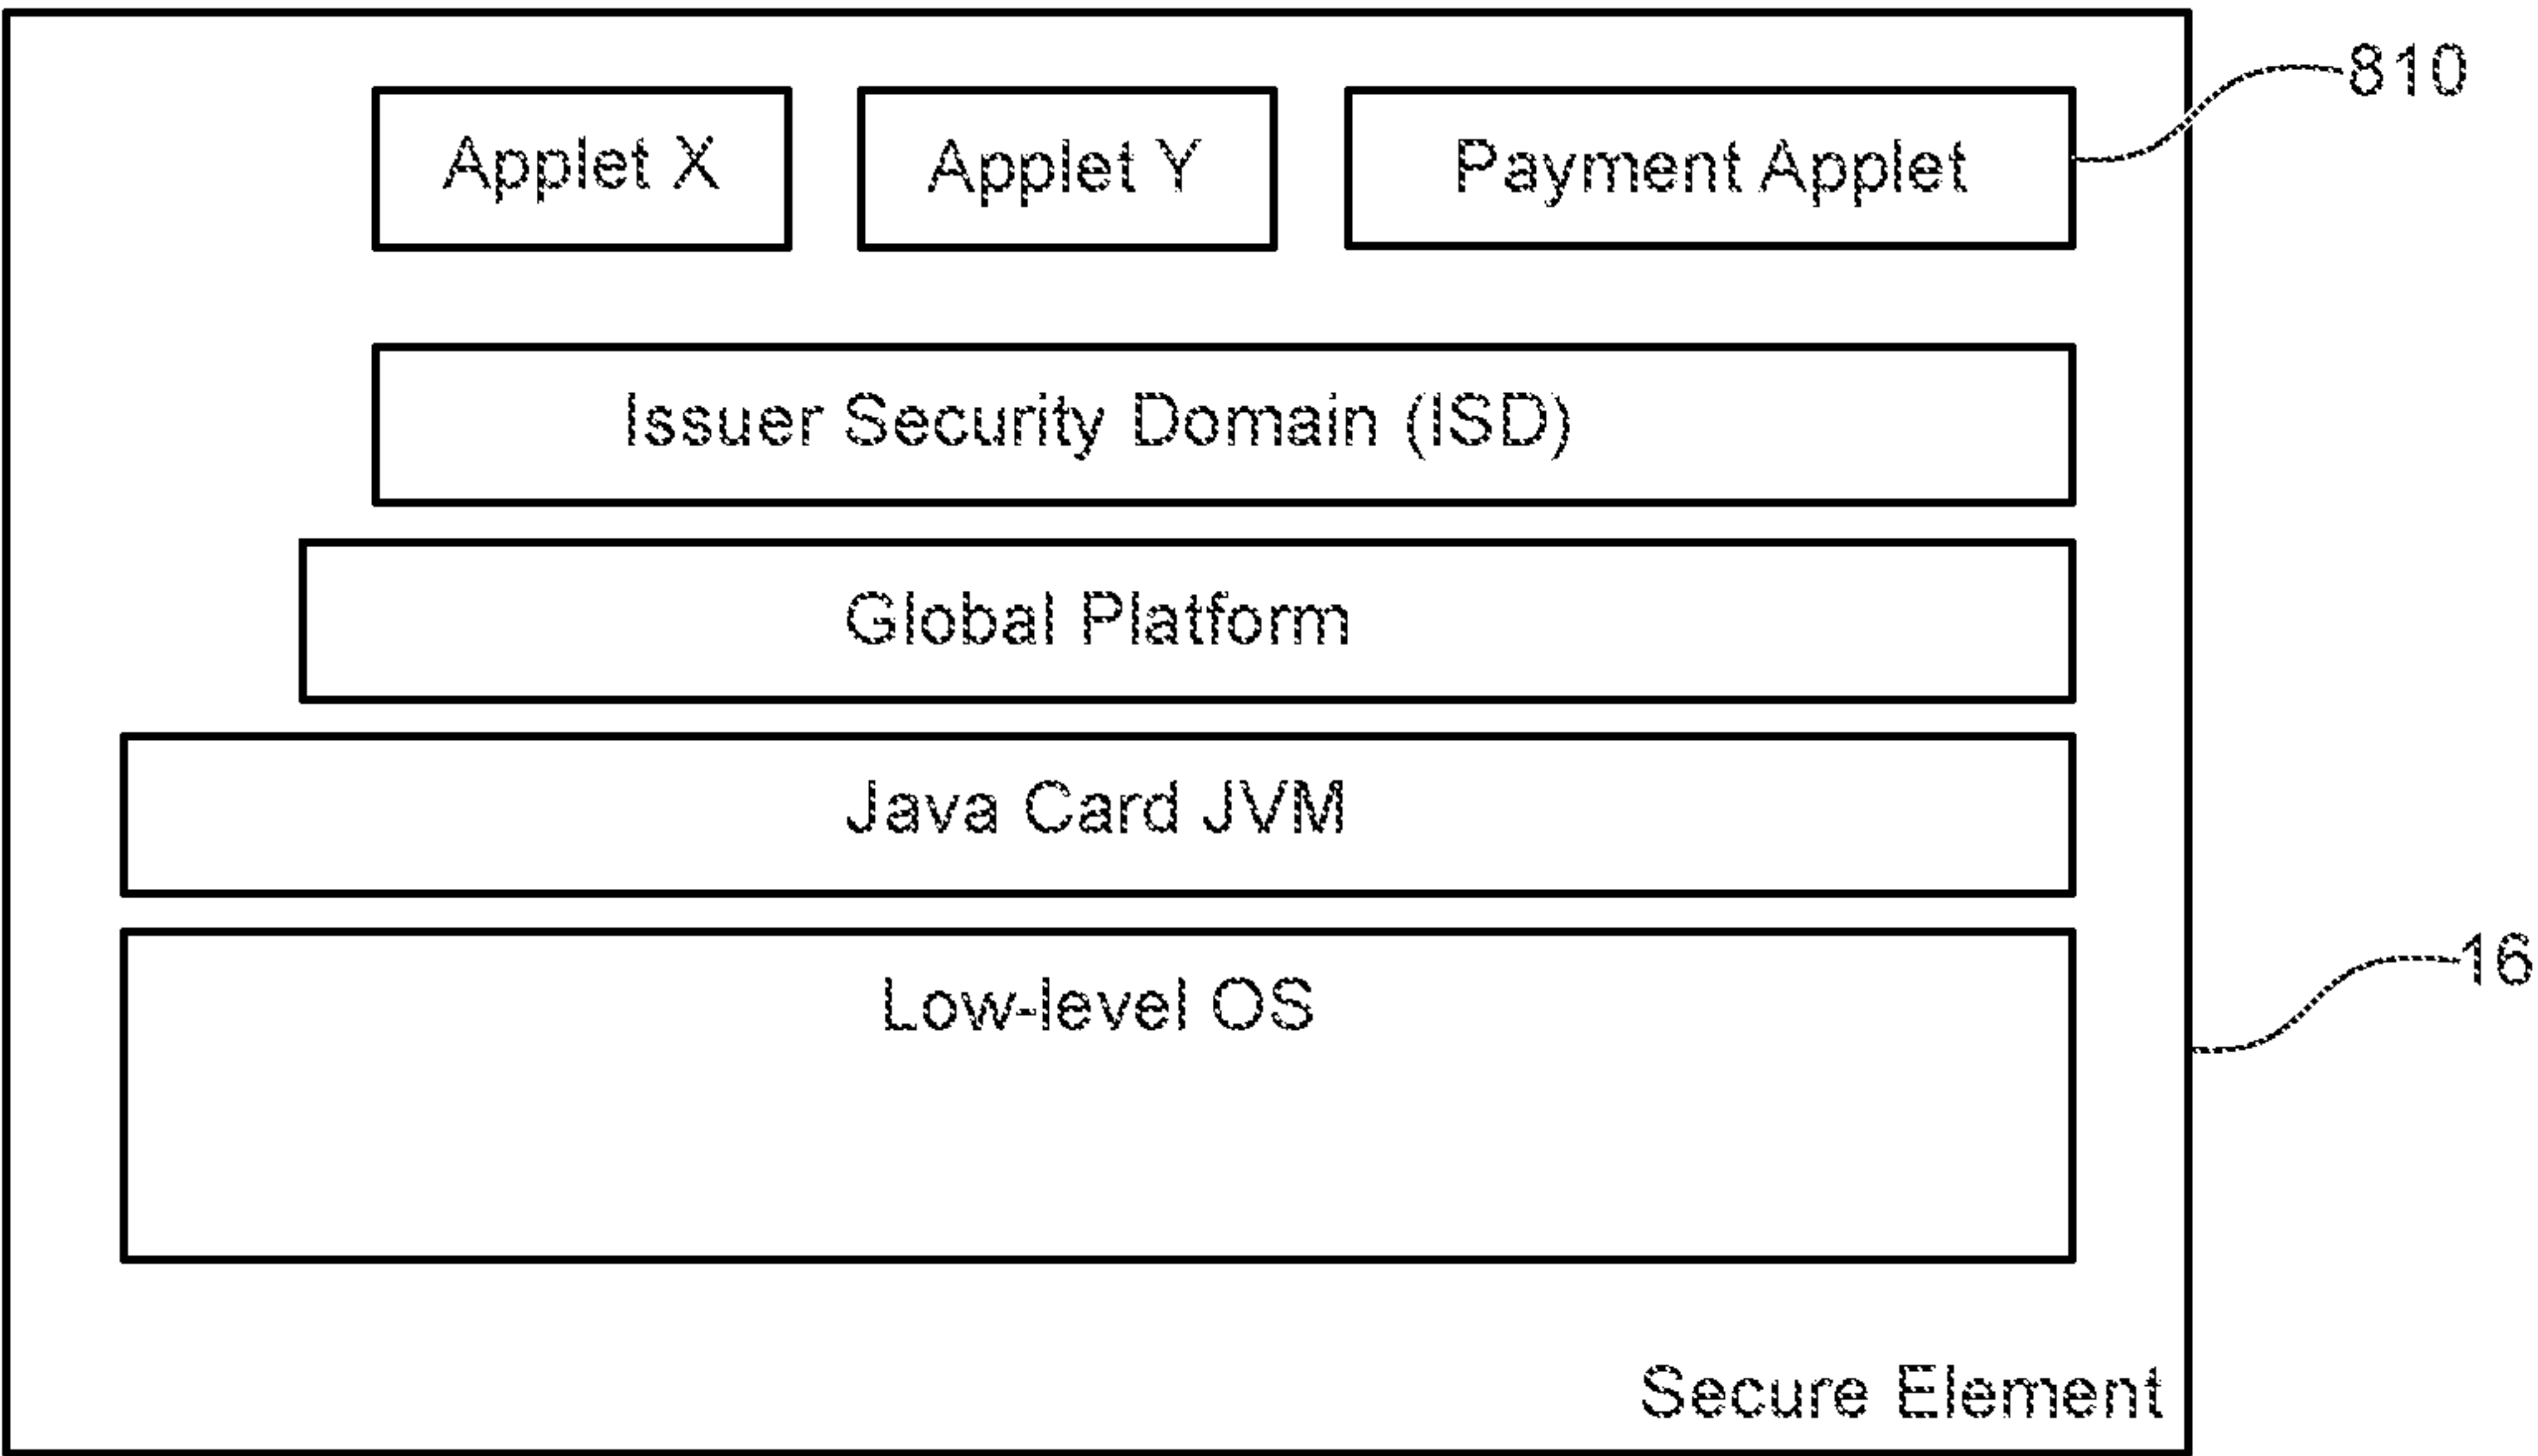 810
Applet X
Applet Y
Payment Applet
Issuer Security Domain (ISD)
Global Platform
Java Card JVM
16
Low-level OS
Secure Element